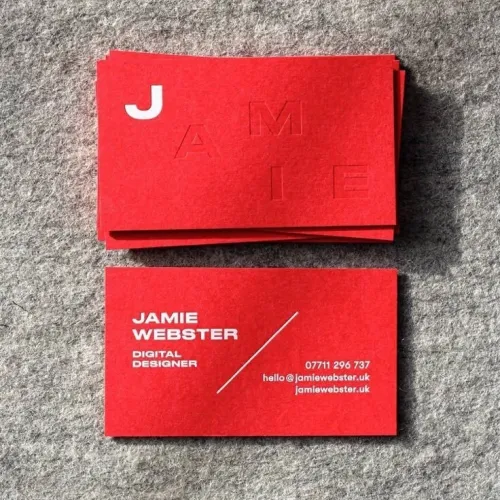 J
A M
I E
JAMIE
WEBSTER
DIGITAL
DESIGNER
07711 296 737
hello@jamiewebster.uk
jamiewebster.uk